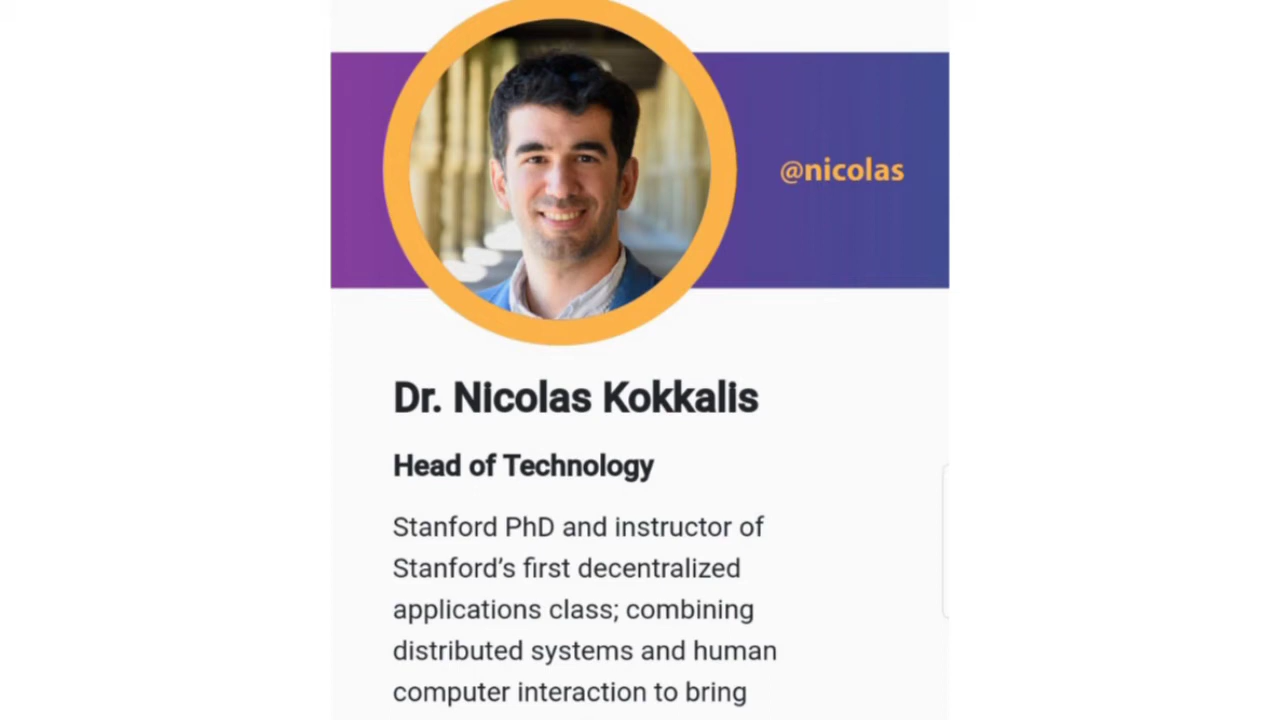 @nicolas
Dr. Nicolas Kokkalis
Head of Technology
Stanford PhD and instructor of
Stanford’s first decentralized
applications class; combining
distributed systems and human
computer interaction to bring